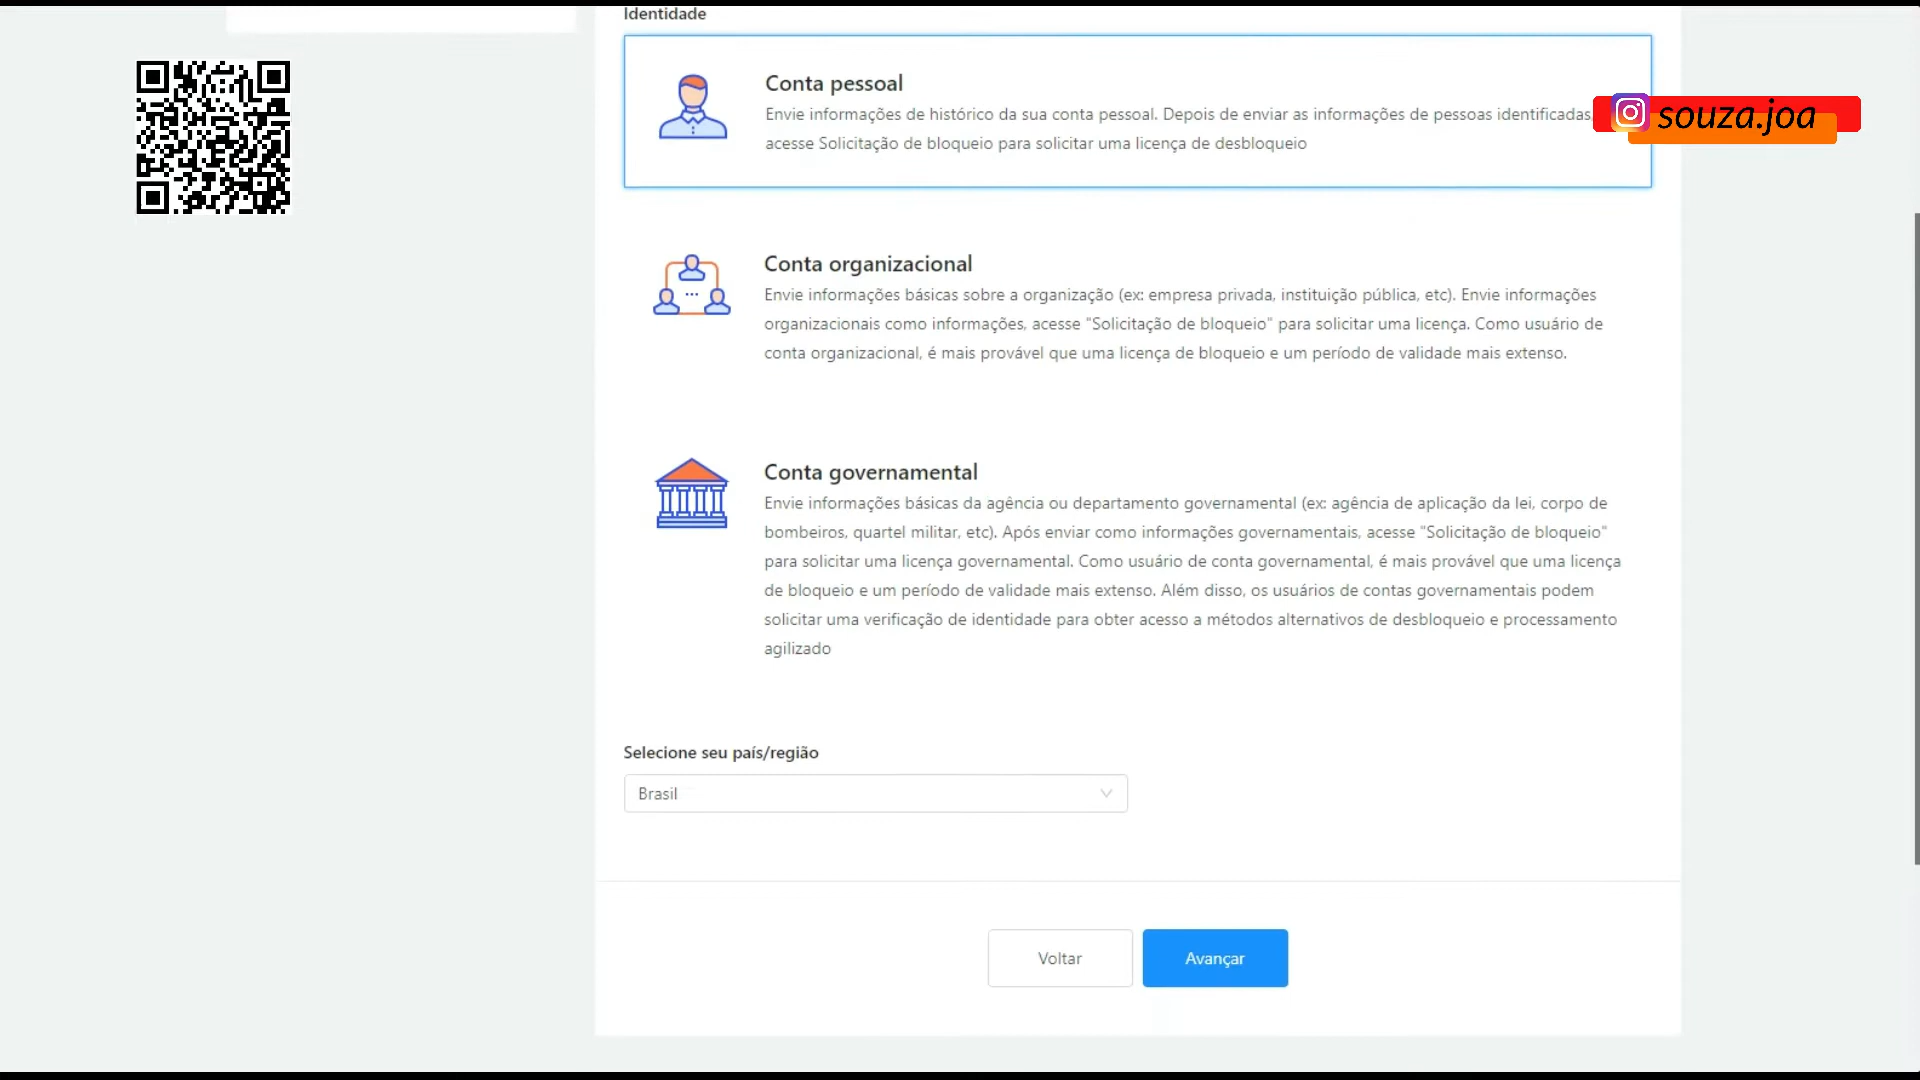 Identidade
Conta pessoal
Envie informações de histórico da sua conta pessoal. Depois de enviar as informações de pessoas identificadas,
acesse Solicitação de bloqueio para solicitar uma licença de desbloqueio
souza.joa
Conta organizacional
Envie informações básicas sobre a organização (ex: empresa privada, instituição pública, etc). Envie informações
organizacionais como informações, acesse "Solicitação de bloqueio" para solicitar uma licença. Como usuário de
conta organizacional, é mais provável que uma licença de bloqueio e um período de validade mais extenso.
Conta governamental
Envie informações básicas da agência ou departamento governamental (ex: agência de aplicação da lei, corpo de
bombeiros, quartel militar, etc). Após enviar como informações governamentais, acesse "Solicitação de bloqueio"
para solicitar uma licença governamental. Como usuário de conta governamental, é mais provável que uma licença
de bloqueio e um período de validade mais extenso. Além disso, os usuários de contas governamentais podem
solicitar uma verificação de identidade para obter acesso a métodos alternativos de desbloqueio e processamento
agilizado
Selecione seu país/região
Brasil
Voltar
Avançar